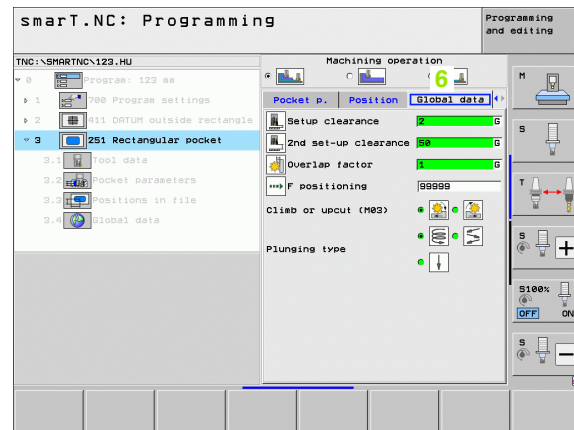 smarT.NC: Programming
Programming
and editing
TNC:\SMARTNC\123.HU
Machining operation
0 Program: 123 mm
6
M
1 700 Program settings
Pocket p. Position Global data
2 411 DATUM outside rectangle
Setup clearance 2 G
S
3 251 Rectangular pocket
2nd set-up clearance 50 G
3.1 Tool data
Overlap factor 1 G
3.2 Pocket parameters
F positioning 99999
T
3.3 Positions in file
Climb or upcut (M03)
3.4 Global data
S
Plunging type
S100%
OFF ON
S